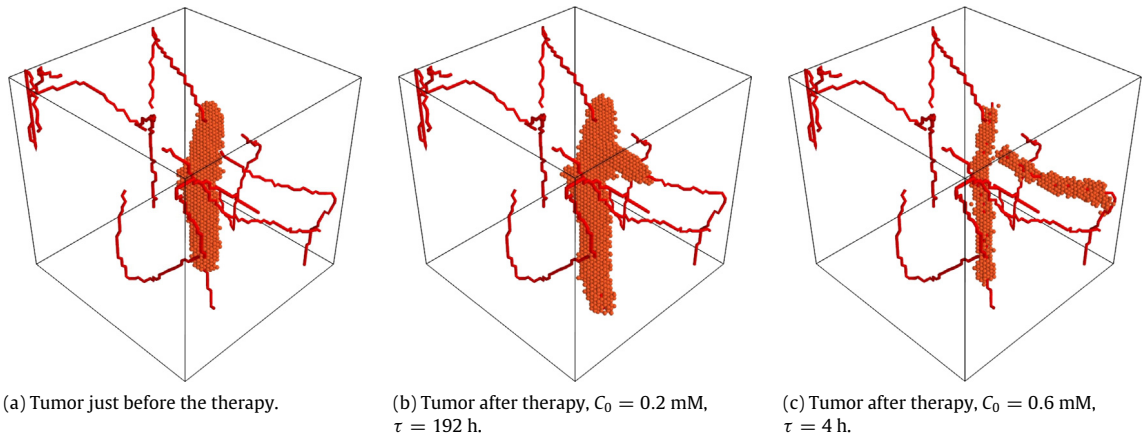 (a) Tumor just before the therapy.
(b) Tumor after therapy, C₀ = 0.2 mM,
τ = 192 h.
(c) Tumor after therapy, C₀ = 0.6 mM,
τ = 4 h.